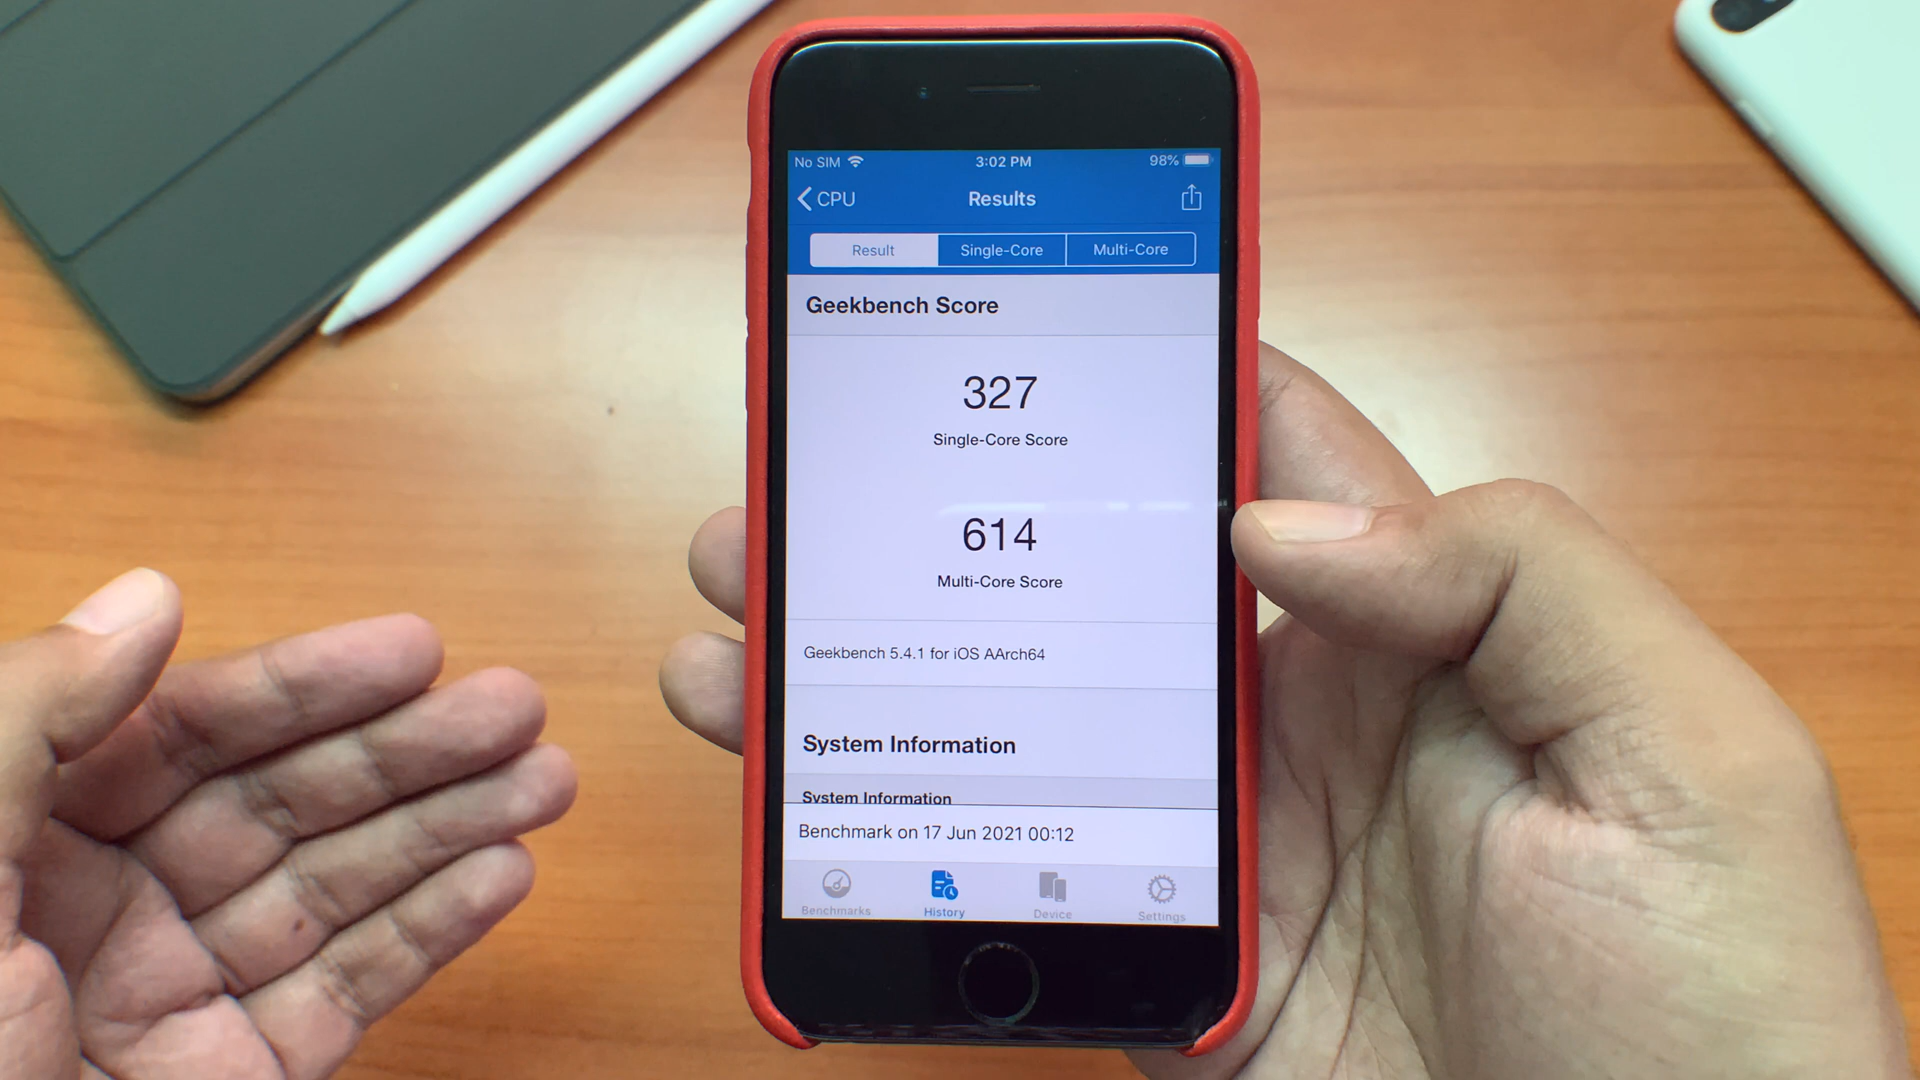 No SIM 3:02 PM 98%
CPU Results
Result Single-Core Multi-Core
Geekbench Score
327
Single-Core Score
614
Multi-Core Score
Geekbench 5.4.1 for iOS AArch64
System Information
System Information
Benchmark on 17 Jun 2021 00:12
Benchmarks History Device Settings